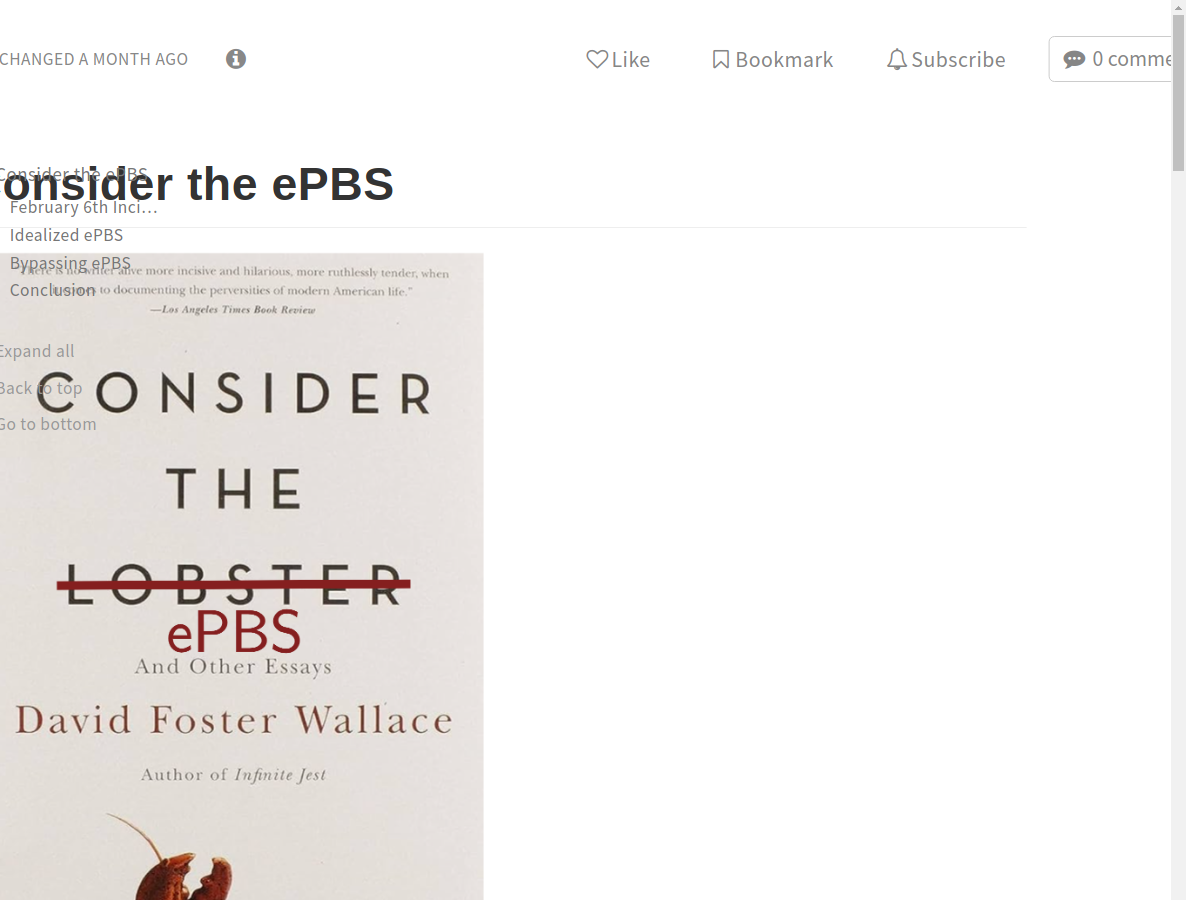 CHANGED A MONTH AGO
Like
Bookmark
Subscribe
0 comme
onsider the ePBS
Consider the ePBS
February 6th Inci…
Idealized ePBS
Bypassing ePBS
Conclusion
Expand all
Back to top
Go to bottom
"There is no writer alive more incisive and hilarious, more ruthlessly tender, when
it comes to documenting the perversities of modern American life."
—Los Angeles Times Book Review
CONSIDER
THE
LOBSTER
ePBS
And Other Essays
David Foster Wallace
Author of Infinite Jest